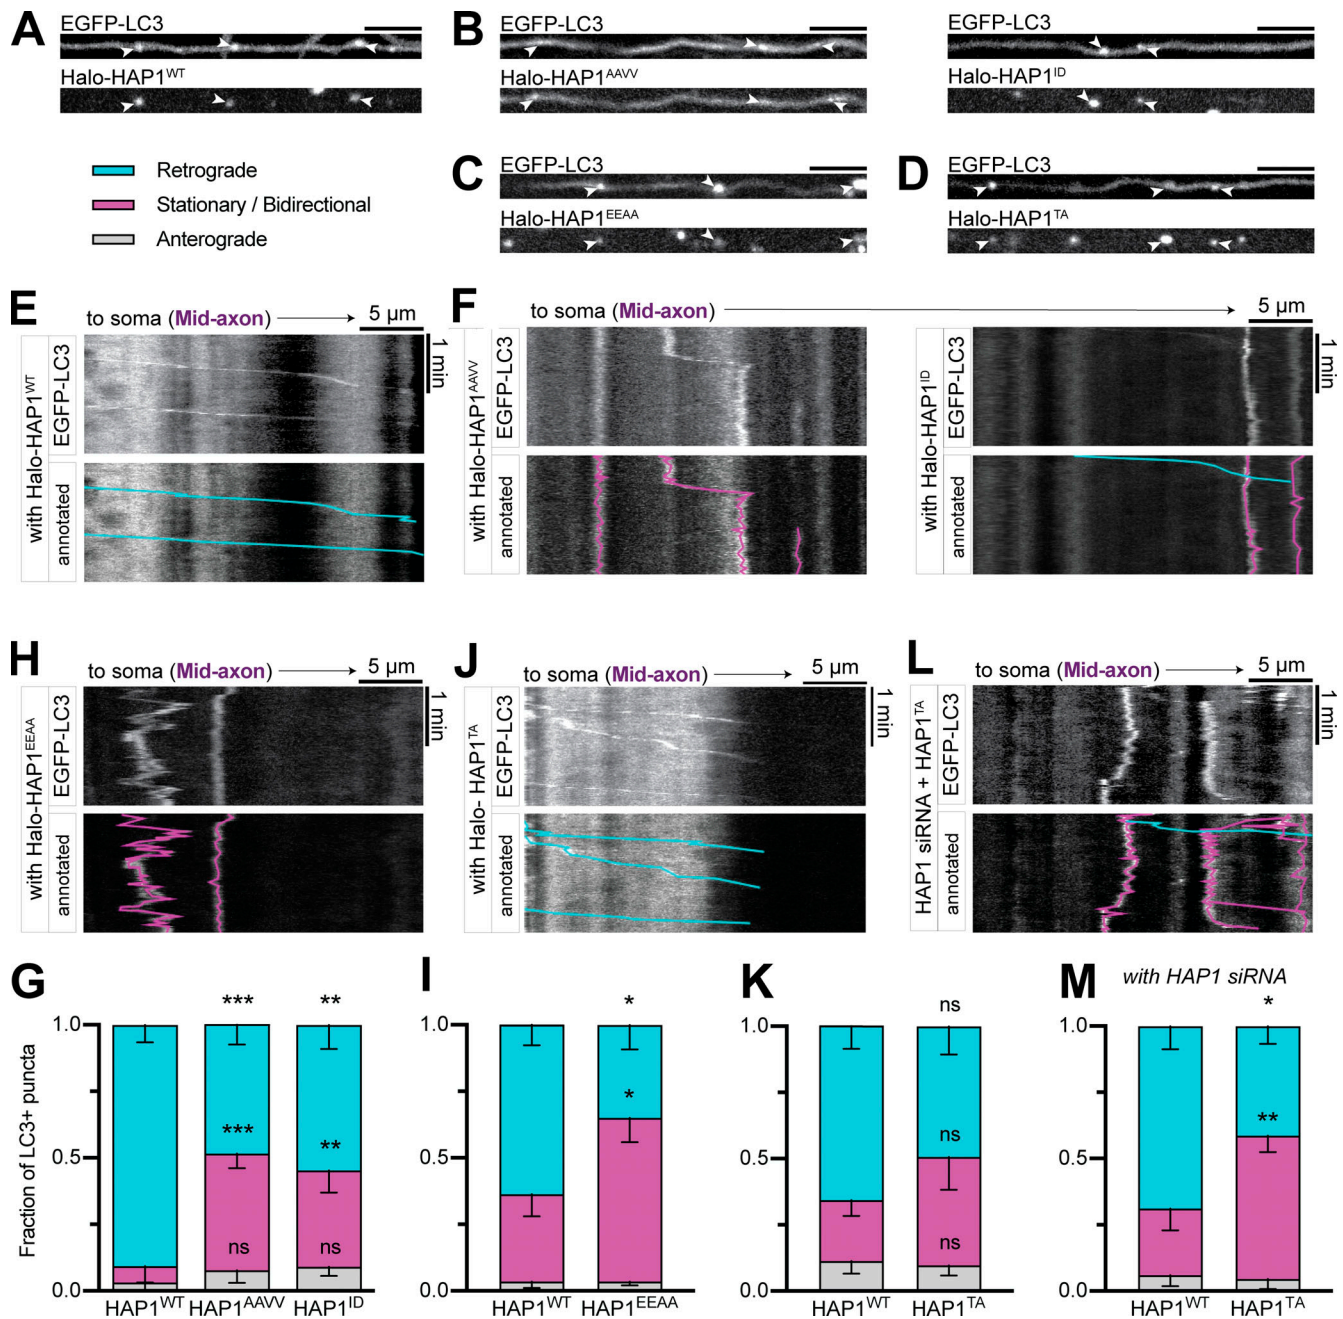 A
EGFP-LC3
Halo-HAP1WT
B
EGFP-LC3
Halo-HAP1AAVV
EGFP-LC3
Halo-HAP1ID
Retrograde
Stationary / Bidirectional
Anterograde
C
EGFP-LC3
Halo-HAP1EEAA
D
EGFP-LC3
Halo-HAP1TA
E
to soma (Mid-axon)
5 µm
1 min
with Halo-HAP1WT
EGFP-LC3
annotated
F
to soma (Mid-axon)
5 µm
1 min
with Halo-HAP1AAVV
EGFP-LC3
annotated
with Halo-HAP1ID
EGFP-LC3
annotated
H
to soma (Mid-axon)
5 µm
1 min
with Halo-HAP1EEAA
EGFP-LC3
annotated
J
to soma (Mid-axon)
5 µm
1 min
with Halo- HAP1TA
EGFP-LC3
annotated
L
to soma (Mid-axon)
5 µm
1 min
HAP1 siRNA + HAP1TA
EGFP-LC3
annotated
G
Fraction of LC3+ puncta
1.0
0.5
0.0
*** **
*** **
ns ns
HAP1WT HAP1AAVV HAP1ID
I
1.0
0.5
0.0
*
*
HAP1WT HAP1EEAA
K
1.0
0.5
0.0
ns
ns
ns
HAP1WT HAP1TA
M
with HAP1 siRNA
1.0
0.5
0.0
*
**
HAP1WT HAP1TA